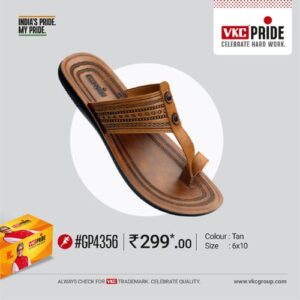 INDIA'S PRIDE.
MY PRIDE.
VKC PRIDE
CELEBRATE HARD WORK.
#GP4356
₹299*.00
Colour : Tan
Size : 6x10
ALWAYS CHECK FOR VKC TRADEMARK. CELEBRATE QUALITY.
www.vkcgroup.com